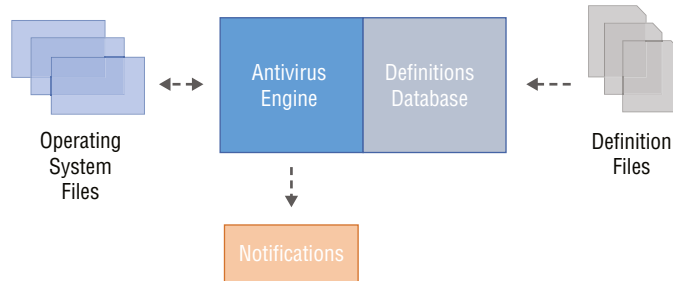 Antivirus
Engine
Definitions
Database
Operating
System
Files
Definition
Files
Notifications